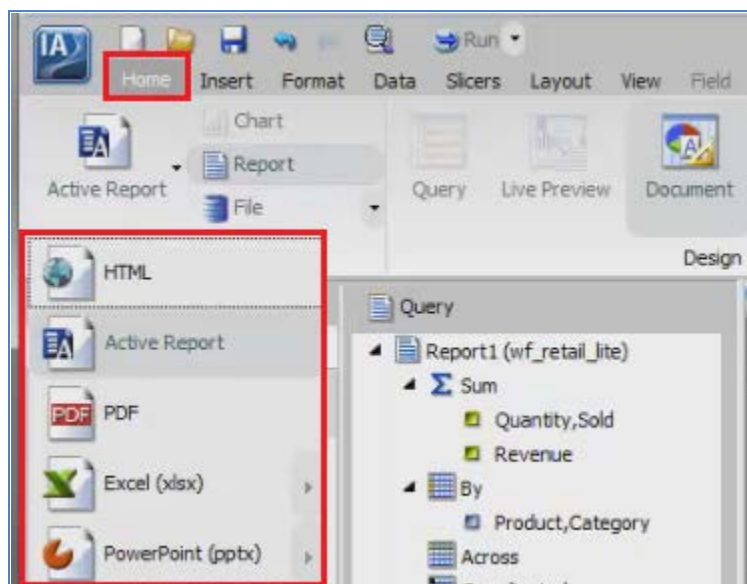 IA
Run
Home Insert Format Data Slicers Layout View Field
Chart
Report
File
Active Report
Query Live Preview Document
Design
HTML
Active Report
PDF PDF
Excel (xlsx)
PowerPoint (pptx)
Query
Report1 (wf_retail_lite)
Sum
Quantity,Sold
Revenue
By
Product,Category
Across